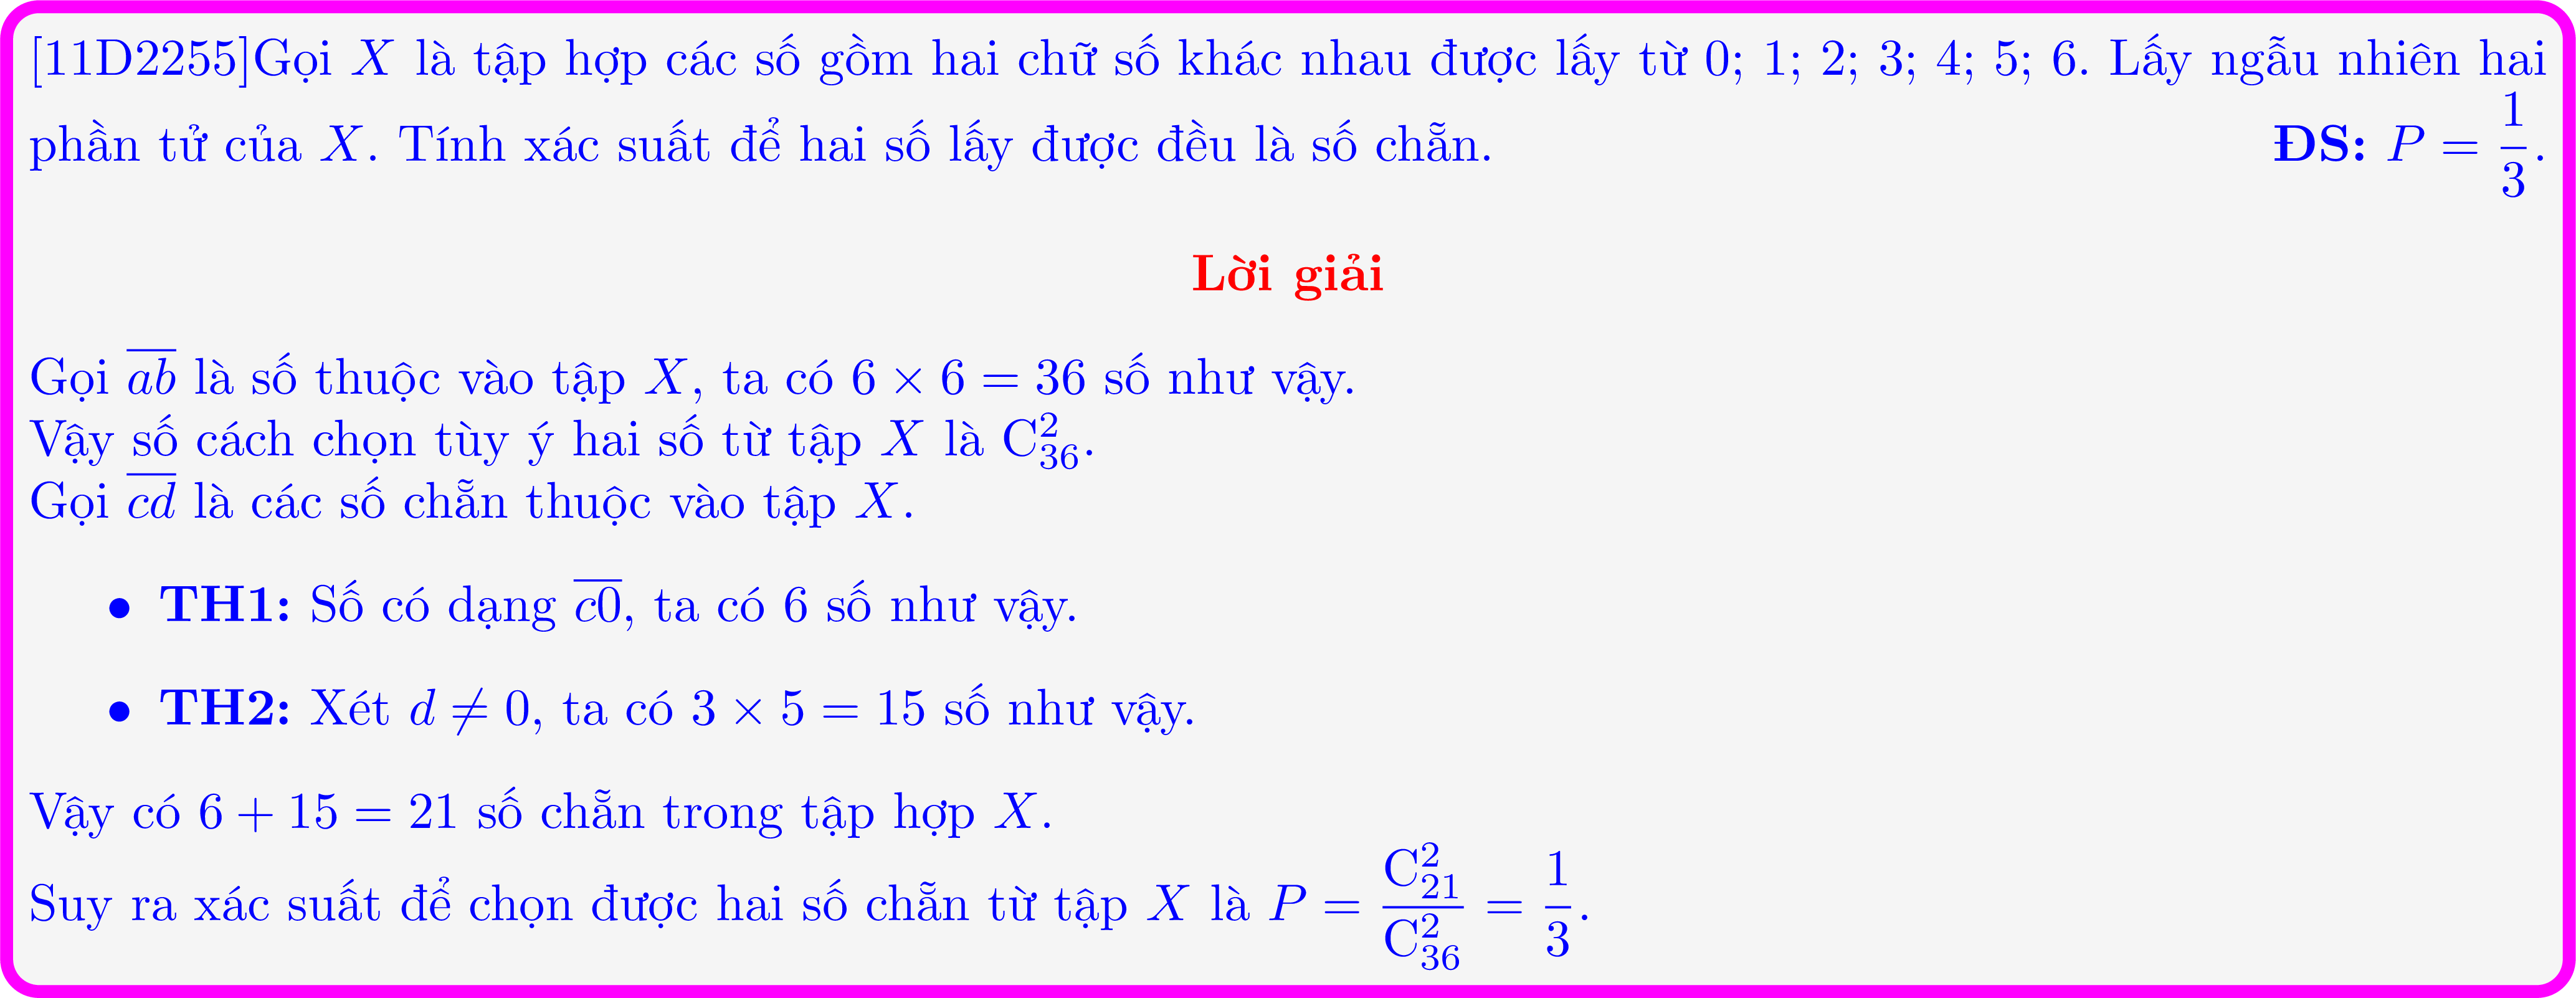 [11D2255]Gọi X là tập hợp các số gồm hai chữ số khác nhau được lấy từ 0; 1; 2; 3; 4; 5; 6. Lấy ngẫu nhiên hai
phần tử của X. Tính xác suất để hai số lấy được đều là số chẵn. ĐS: $P = \frac{1}{3}$.
Lời giải
Gọi $\overline{ab}$ là số thuộc vào tập X, ta có 6 × 6 = 36 số như vậy.
Vậy số cách chọn tùy ý hai số từ tập X là $\mathrm{C}_{36}^{2}$.
Gọi $\overline{cd}$ là các số chẵn thuộc vào tập X.
• TH1: Số có dạng $\overline{c0}$, ta có 6 số như vậy.
• TH2: Xét d ≠ 0, ta có 3 × 5 = 15 số như vậy.
Vậy có 6 + 15 = 21 số chẵn trong tập hợp X.
Suy ra xác suất để chọn được hai số chẵn từ tập X là $P = \frac{\mathrm{C}_{21}^{2}}{\mathrm{C}_{36}^{2}} = \frac{1}{3}$.